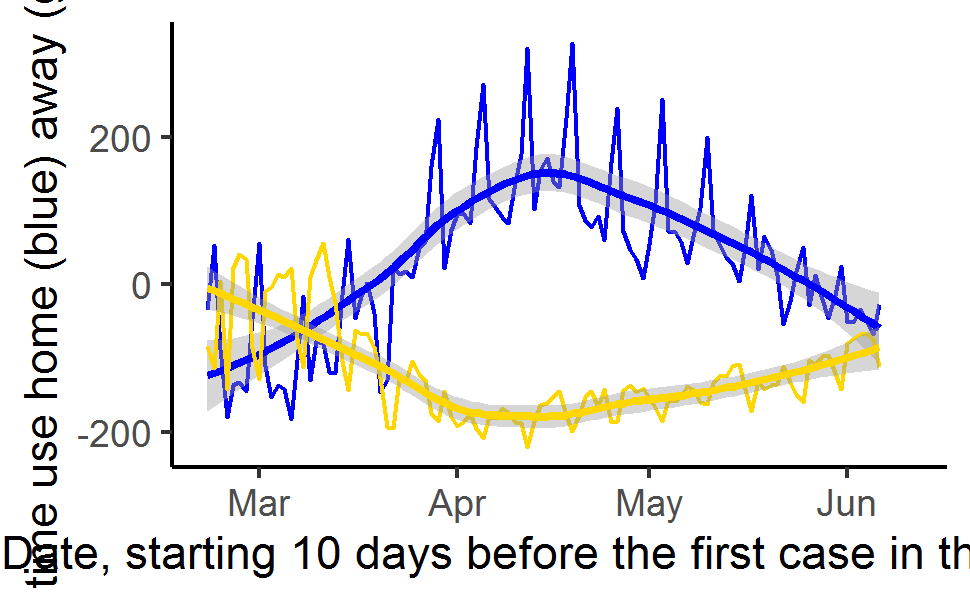 time use home (blue) away (
200
0
-200
Mar Apr May Jun
Date, starting 10 days before the first case in th